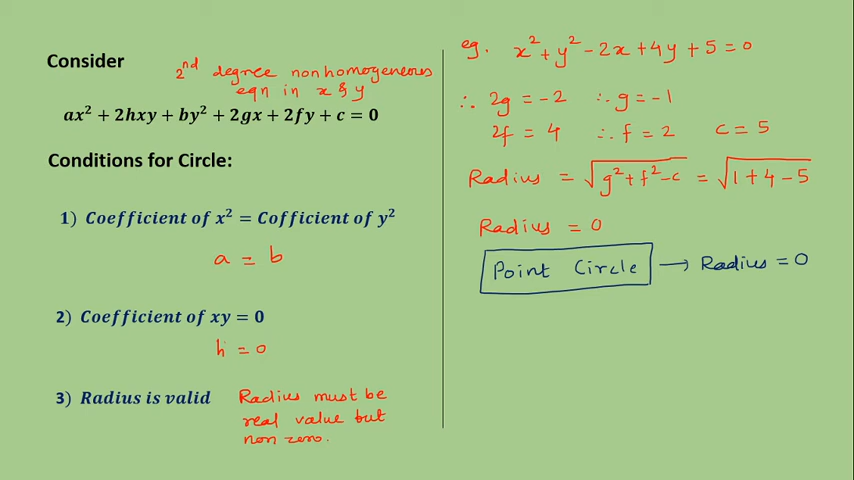 Consider
2nd degree nonhomogeneous
eqn in x & y
ax² + 2hxy + by² + 2gx + 2fy + c = 0
Conditions for Circle:
1) Coefficient of x² = Cofficient of y²
a = b
2) Coefficient of xy = 0
h = 0
3) Radius is valid
Radius must be
real value but
non zero.
eg. x² + y² - 2x + 4y + 5 = 0
∴ 2g = -2 ∴ g = -1
2f = 4 ∴ f = 2 c = 5
Radius = √(g² + f² - c) = √(1 + 4 - 5)
Radius = 0
Point Circle → Radius = 0